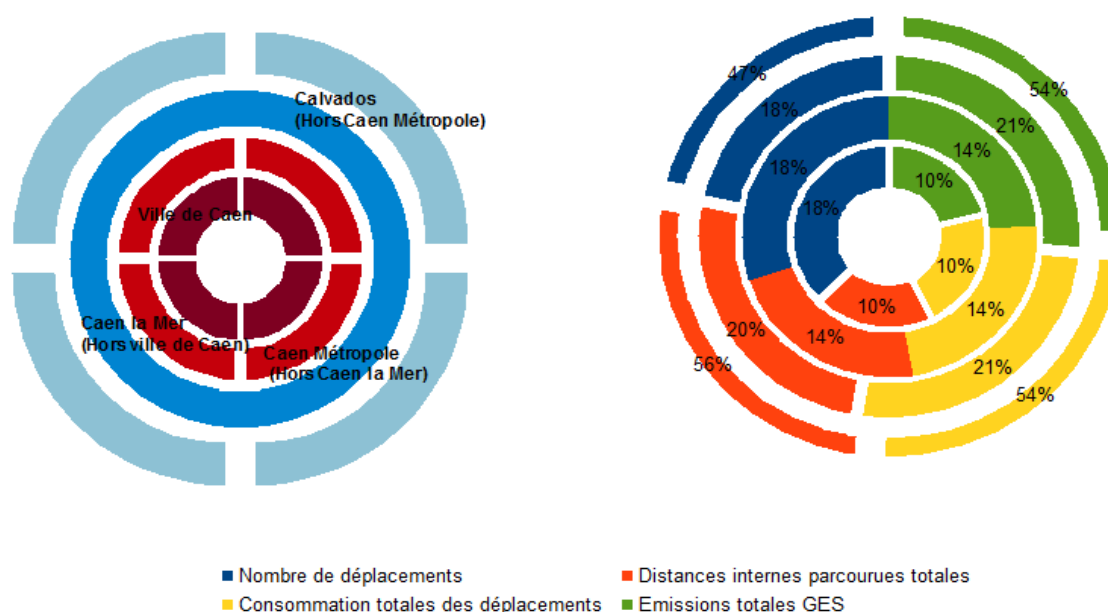 Calvados
(Hors Caen Métropole)
Ville de Caen
Caen la Mer
(Hors ville de Caen)
Caen Métropole
(Hors Caen la Mer)
47%
54%
18%
21%
18%
14%
18%
10%
10%
10%
14%
14%
20%
21%
56%
54%
Nombre de déplacements
Distances internes parcourues totales
Consommation totales des déplacements
Emissions totales GES